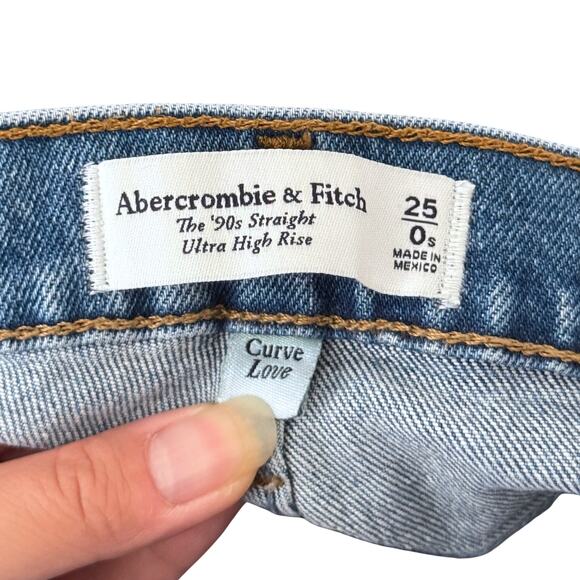 Abercrombie & Fitch
The '90s Straight
Ultra High Rise
25
0s
MADE IN
MEXICO
Curve
Love